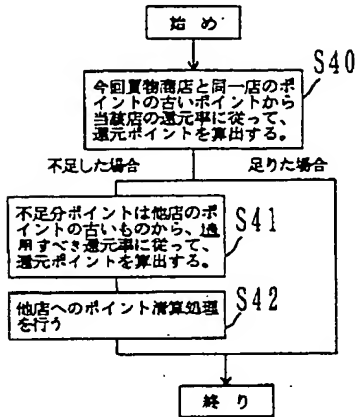 始め
S40
今回買物商店と同一店のポ
イントの古いポイントから
当該店の還元率に従って、
還元ポイントを算出する。
不足した場合
足りた場合
不足分ポイントは他店のポ
イントの古いものから、適
用すべき還元率に従って、
還元ポイントを算出する。
S41
他店へのポイント清算処理
を行う
S42
終り